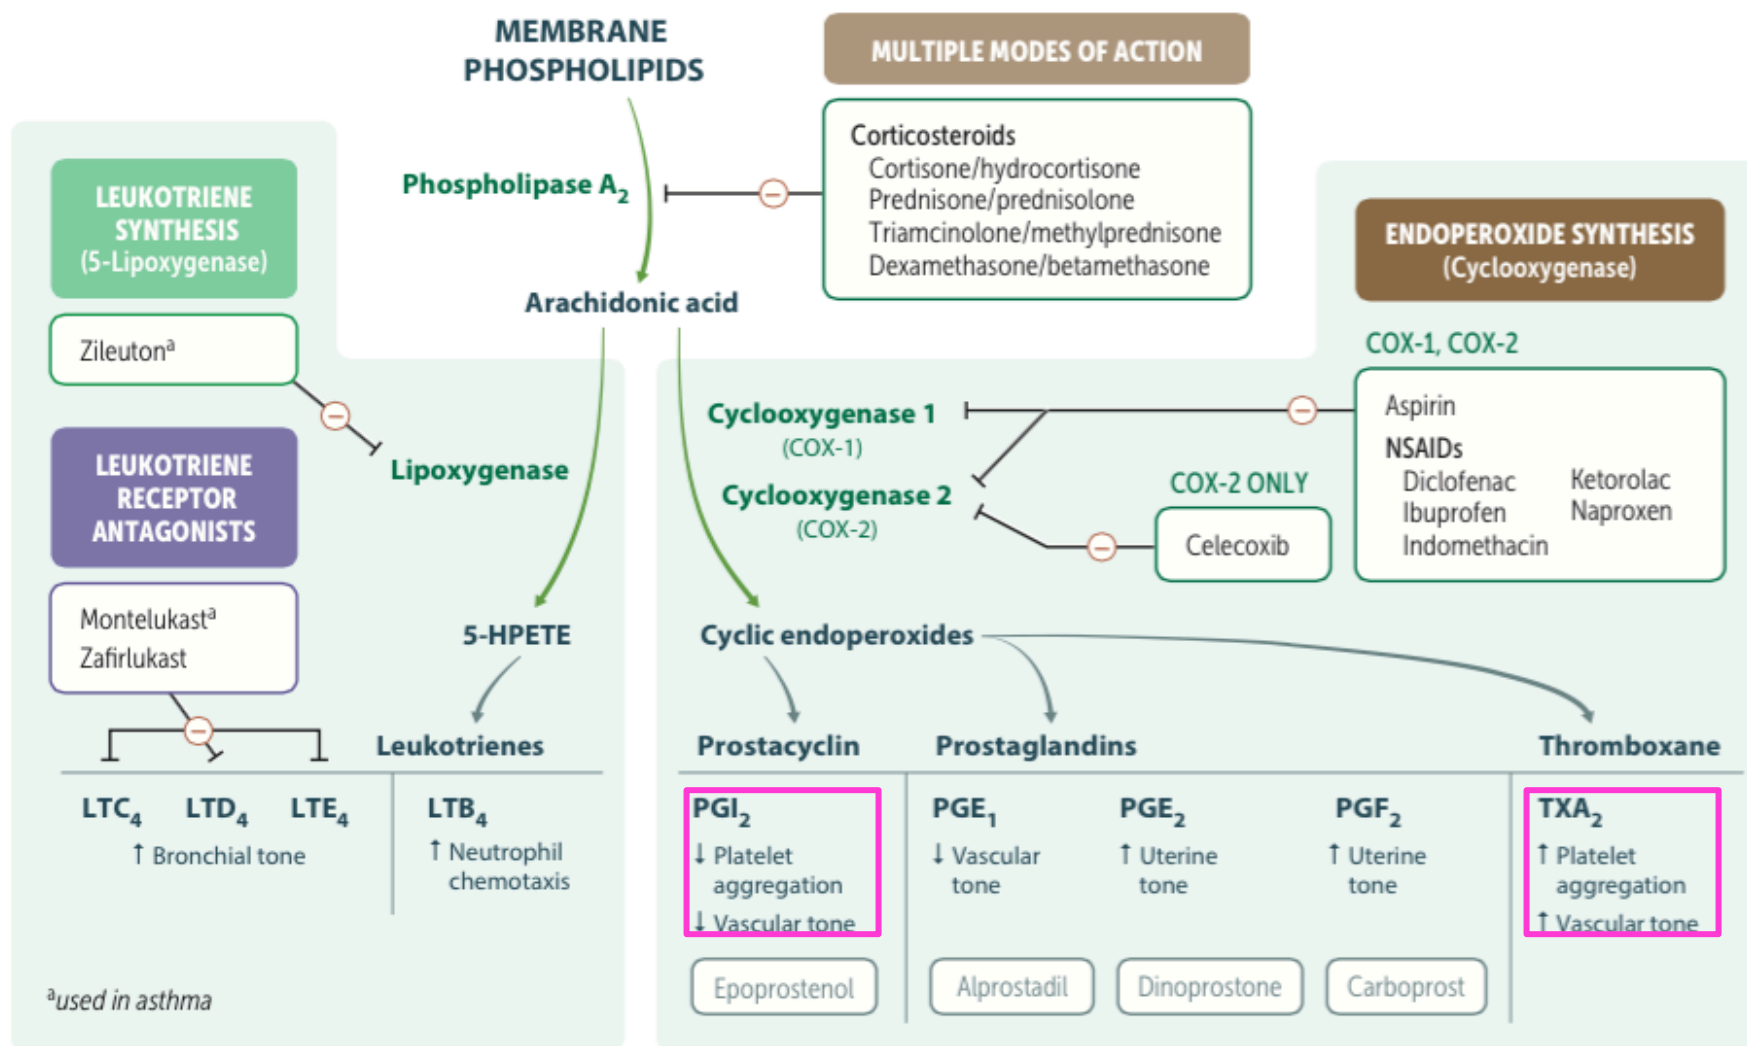 MEMBRANE
PHOSPHOLIPIDS
MULTIPLE MODES OF ACTION
Corticosteroids
Cortisone/hydrocortisone
Prednisone/prednisolone
Triamcinolone/methylprednisone
Dexamethasone/betamethasone
Phospholipase A₂
LEUKOTRIENE
SYNTHESIS
(5-Lipoxygenase)
Zileutonᵃ
ENDOPEROXIDE SYNTHESIS
(Cyclooxygenase)
Arachidonic acid
COX-1, COX-2
Aspirin
NSAIDs
Diclofenac
Ibuprofen
Indomethacin
Ketorolac
Naproxen
Cyclooxygenase 1
(COX-1)
Cyclooxygenase 2
(COX-2)
COX-2 ONLY
Celecoxib
LEUKOTRIENE
RECEPTOR
ANTAGONISTS
Lipoxygenase
Montelukastᵃ
Zafirlukast
5-HPETE
Cyclic endoperoxides
Leukotrienes
Prostacyclin
Prostaglandins
Thromboxane
LTC₄ LTD₄ LTE₄
↑ Bronchial tone
LTB₄
↑ Neutrophil
chemotaxis
PGI₂
↓ Platelet
aggregation
↓ Vascular tone
PGE₁
↓ Vascular
tone
PGE₂
↑ Uterine
tone
PGF₂
↑ Uterine
tone
TXA₂
↑ Platelet
aggregation
↑ Vascular tone
Epoprostenol
Alprostadil
Dinoprostone
Carboprost
ᵃused in asthma